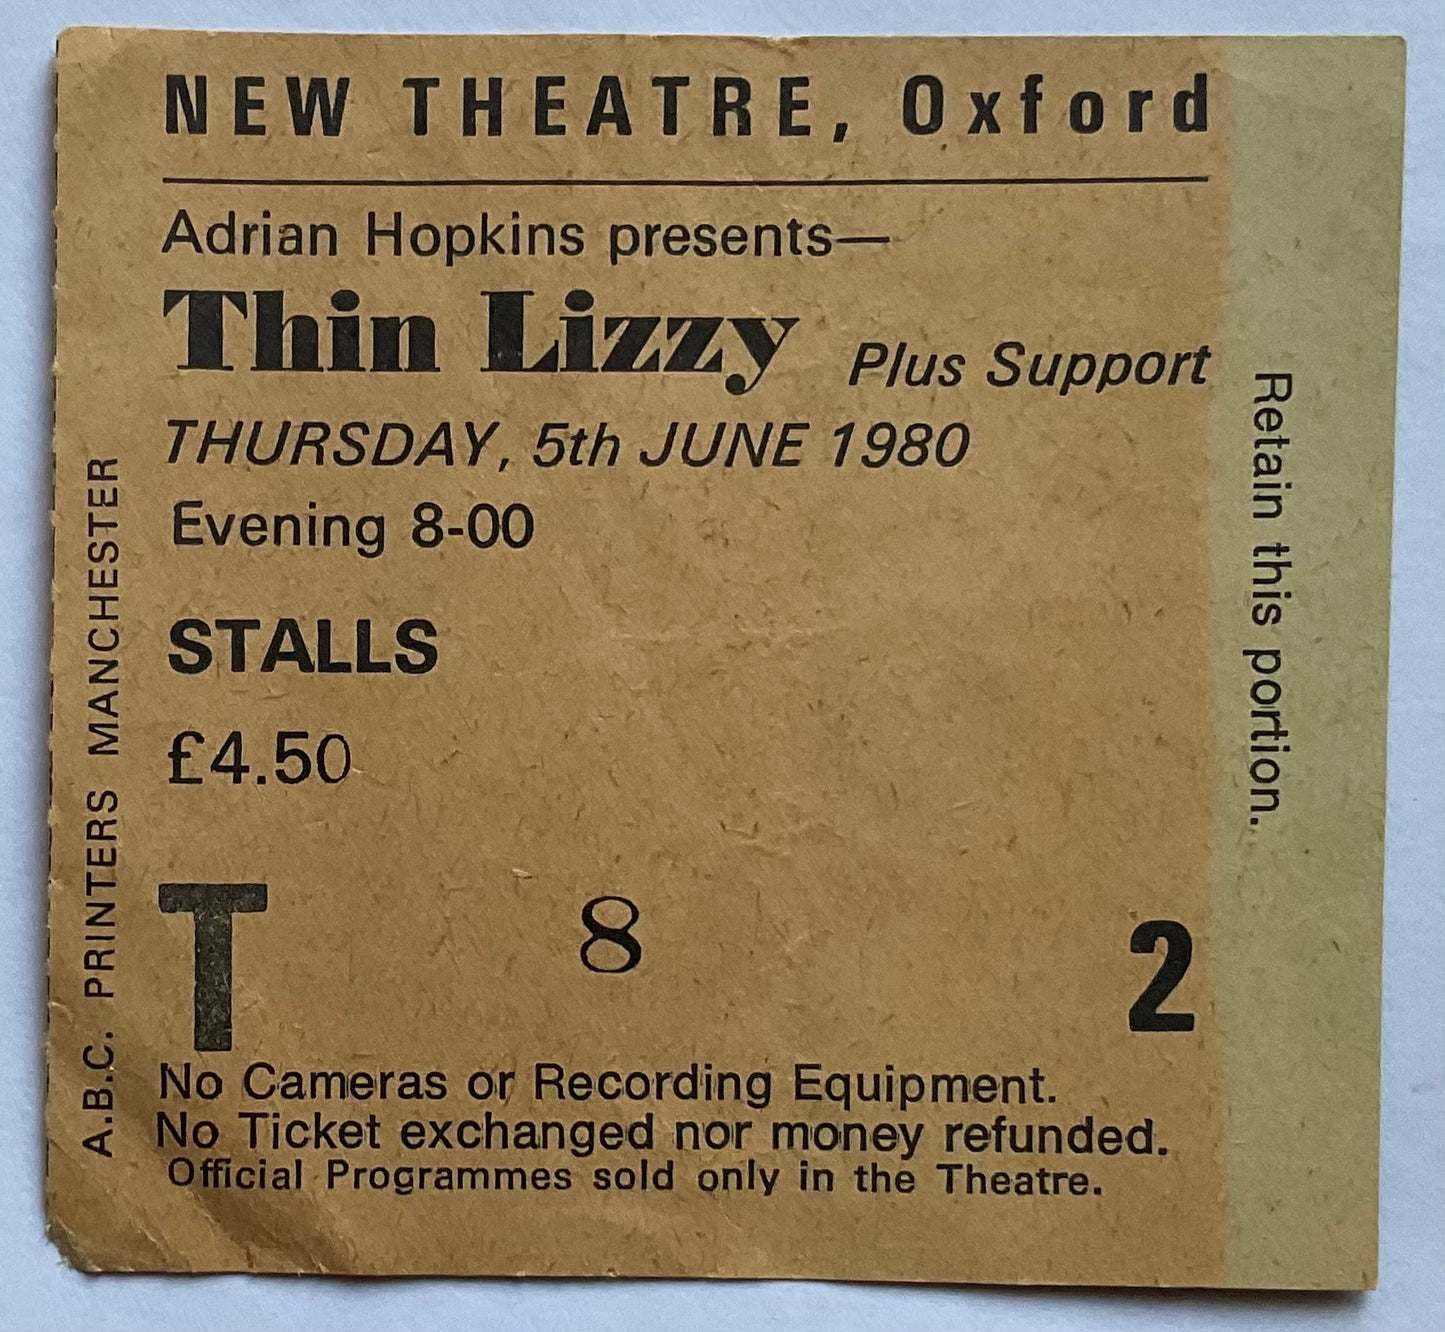 NEW THEATRE, Oxford
Adrian Hopkins presents—
Thin Lizzy Plus Support
THURSDAY, 5th JUNE 1980
Evening 8-00
STALLS
£4.50
T 8 2
No Cameras or Recording Equipment.
No Ticket exchanged nor money refunded.
Official Programmes sold only in the Theatre.
A.B.C. PRINTERS MANCHESTER
Retain this portion.